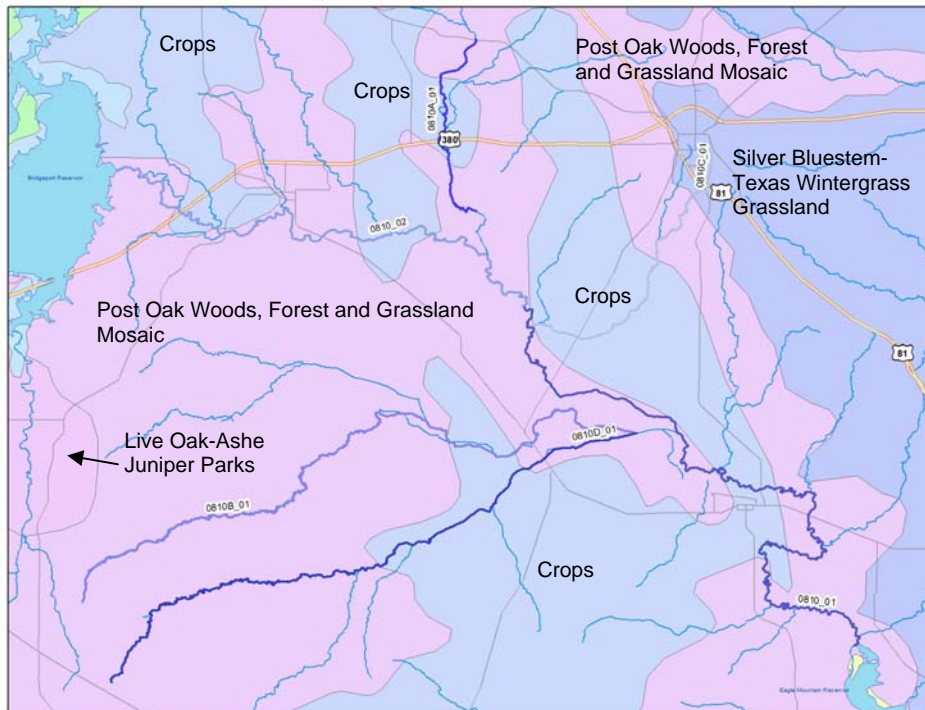 Crops
Post Oak Woods, Forest
and Grassland Mosaic
Crops
0810A_01
380
0810C_01
Silver Bluestem-
Texas Wintergrass
Grassland
Bridgeport Reservoir
81
0810_02
Crops
Post Oak Woods, Forest and Grassland
Mosaic
81
Live Oak-Ashe
Juniper Parks
0810D_01
0810B_01
Crops
0810_01
Eagle Mountain Reservoir